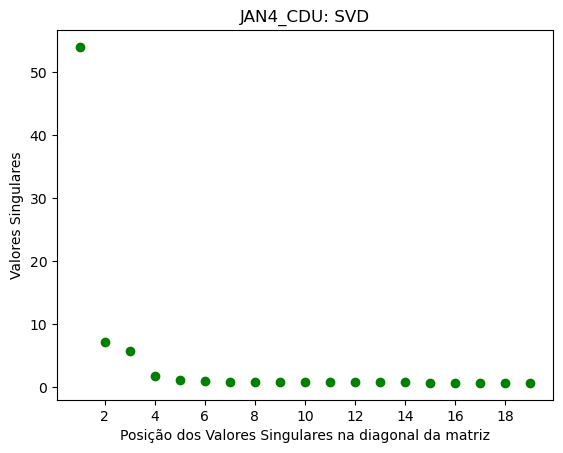 JAN4_CDU: SVD
Valores Singulares
50
40
30
20
10
0
2 4 6 8 10 12 14 16 18
Posição dos Valores Singulares na diagonal da matriz